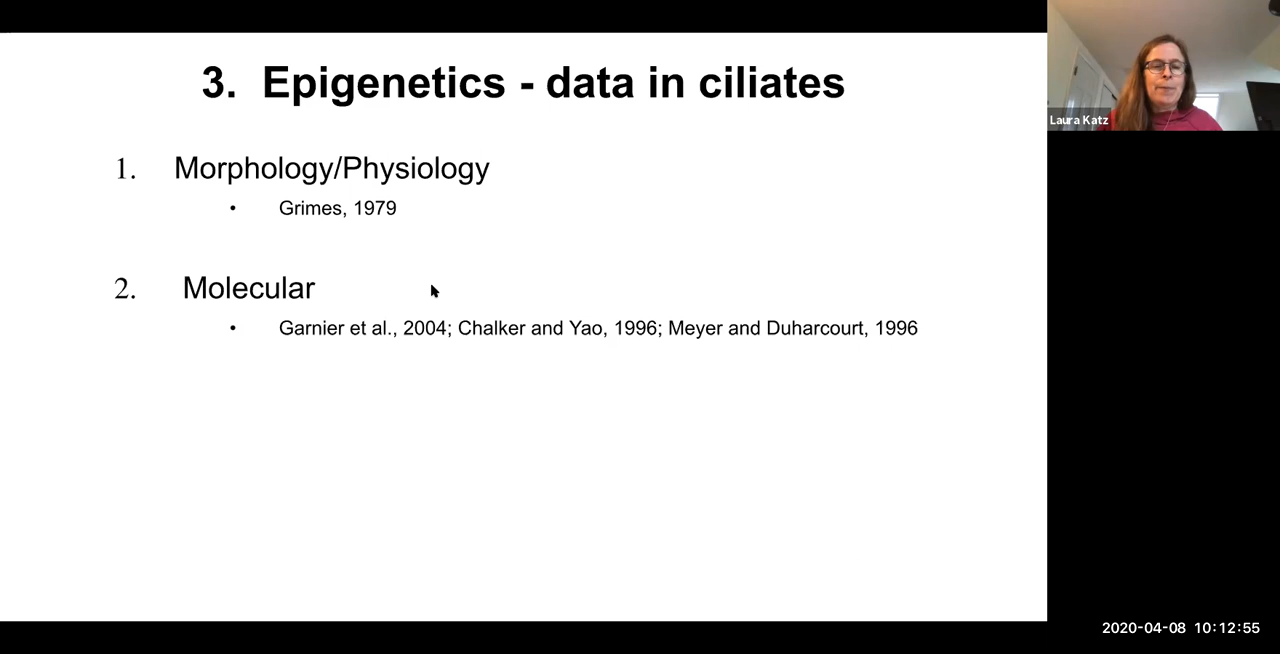 3. Epigenetics - data in ciliates
1. Morphology/Physiology
• Grimes, 1979
2. Molecular
• Garnier et al., 2004; Chalker and Yao, 1996; Meyer and Duharcourt, 1996
Laura Katz
2020-04-08 10:12:55